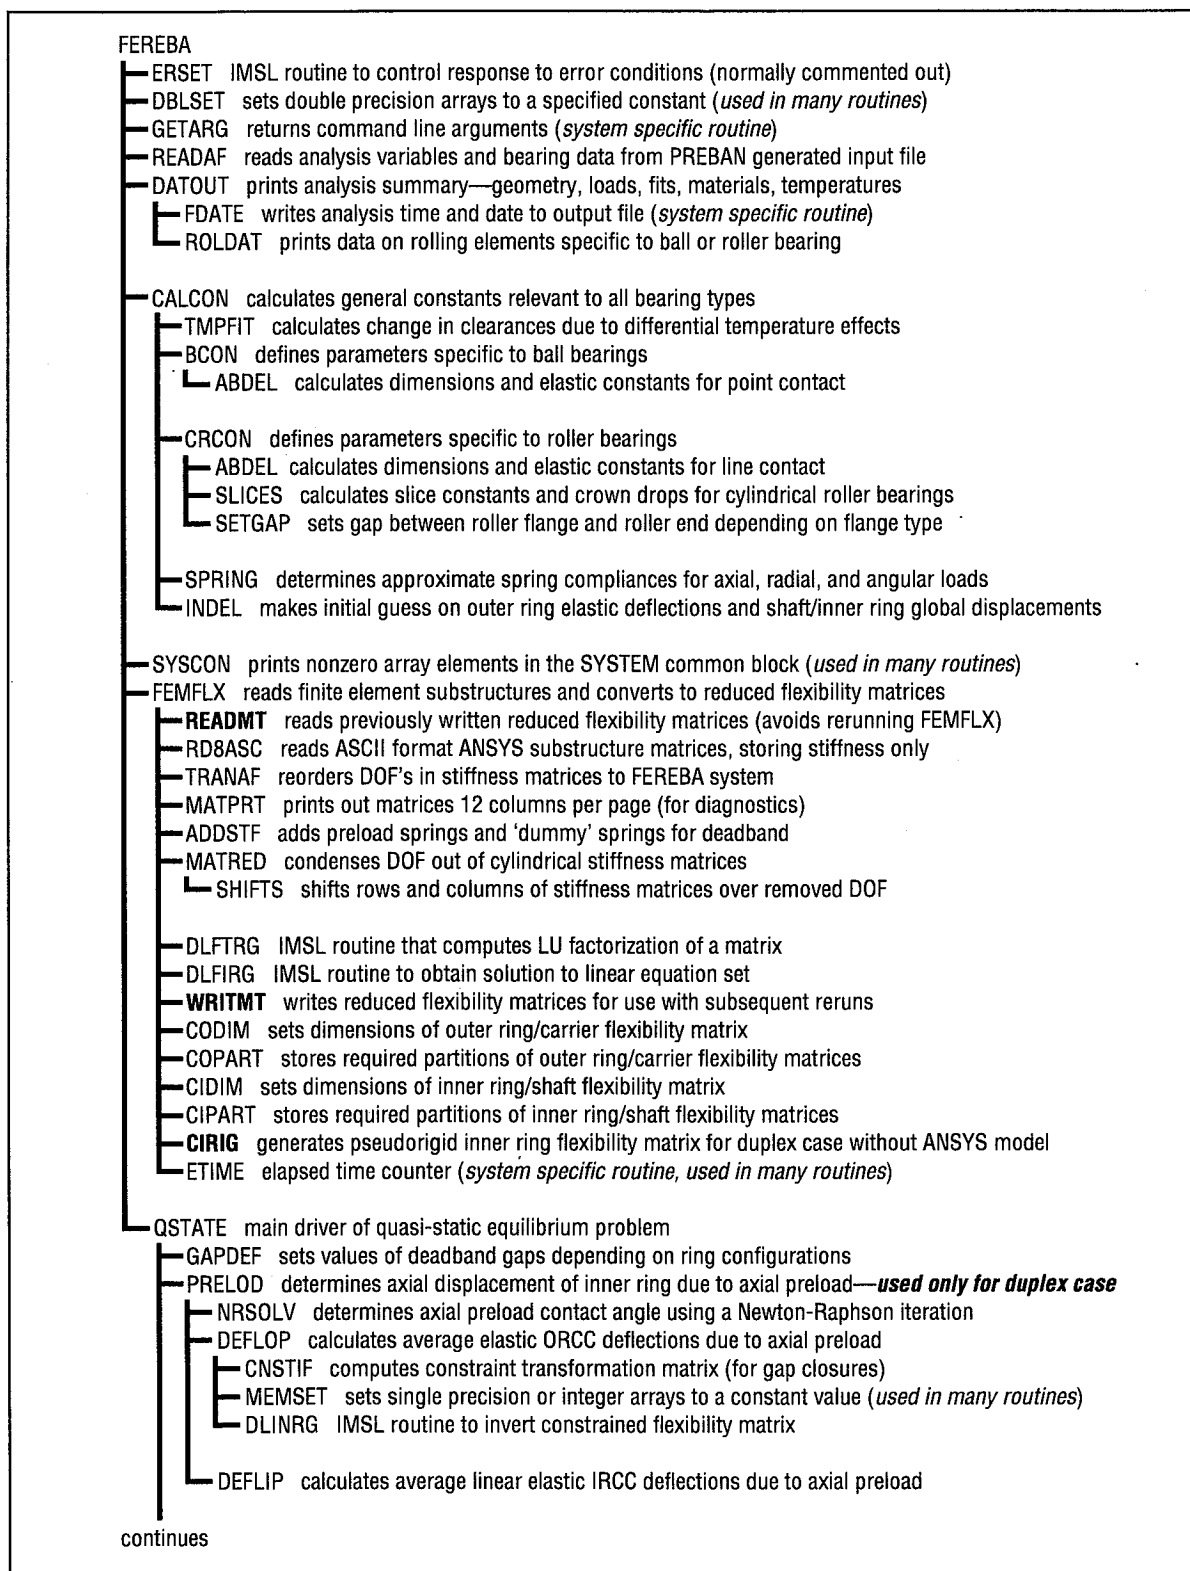 FEREBA
ERSET IMSL routine to control response to error conditions (normally commented out)
DBLSET sets double precision arrays to a specified constant (used in many routines)
GETARG returns command line arguments (system specific routine)
READAF reads analysis variables and bearing data from PREBAN generated input file
DATOUT prints analysis summary—geometry, loads, fits, materials, temperatures
FDATE writes analysis time and date to output file (system specific routine)
ROLDAT prints data on rolling elements specific to ball or roller bearing
CALCON calculates general constants relevant to all bearing types
TMPFIT calculates change in clearances due to differential temperature effects
BCON defines parameters specific to ball bearings
ABDEL calculates dimensions and elastic constants for point contact
CRCON defines parameters specific to roller bearings
ABDEL calculates dimensions and elastic constants for line contact
SLICES calculates slice constants and crown drops for cylindrical roller bearings
SETGAP sets gap between roller flange and roller end depending on flange type
SPRING determines approximate spring compliances for axial, radial, and angular loads
INDEL makes initial guess on outer ring elastic deflections and shaft/inner ring global displacements
SYSCON prints nonzero array elements in the SYSTEM common block (used in many routines)
FEMFLX reads finite element substructures and converts to reduced flexibility matrices
READMT reads previously written reduced flexibility matrices (avoids rerunning FEMFLX)
RD8ASC reads ASCII format ANSYS substructure matrices, storing stiffness only
TRANAF reorders DOF's in stiffness matrices to FEREBA system
MATPRT prints out matrices 12 columns per page (for diagnostics)
ADDSTF adds preload springs and 'dummy' springs for deadband
MATRED condenses DOF out of cylindrical stiffness matrices
SHIFTS shifts rows and columns of stiffness matrices over removed DOF
DLFTRG IMSL routine that computes LU factorization of a matrix
DLFIRG IMSL routine to obtain solution to linear equation set
WRITMT writes reduced flexibility matrices for use with subsequent reruns
CODIM sets dimensions of outer ring/carrier flexibility matrix
COPART stores required partitions of outer ring/carrier flexibility matrices
CIDIM sets dimensions of inner ring/shaft flexibility matrix
CIPART stores required partitions of inner ring/shaft flexibility matrices
CIRIG generates pseudorigid inner ring flexibility matrix for duplex case without ANSYS model
ETIME elapsed time counter (system specific routine, used in many routines)
QSTATE main driver of quasi-static equilibrium problem
GAPDEF sets values of deadband gaps depending on ring configurations
PRELOD determines axial displacement of inner ring due to axial preload—used only for duplex case
NRSOLV determines axial preload contact angle using a Newton-Raphson iteration
DEFLOP calculates average elastic ORCC deflections due to axial preload
CNSTIF computes constraint transformation matrix (for gap closures)
MEMSET sets single precision or integer arrays to a constant value (used in many routines)
DLINRG IMSL routine to invert constrained flexibility matrix
DEFLIP calculates average linear elastic IRCC deflections due to axial preload
continues